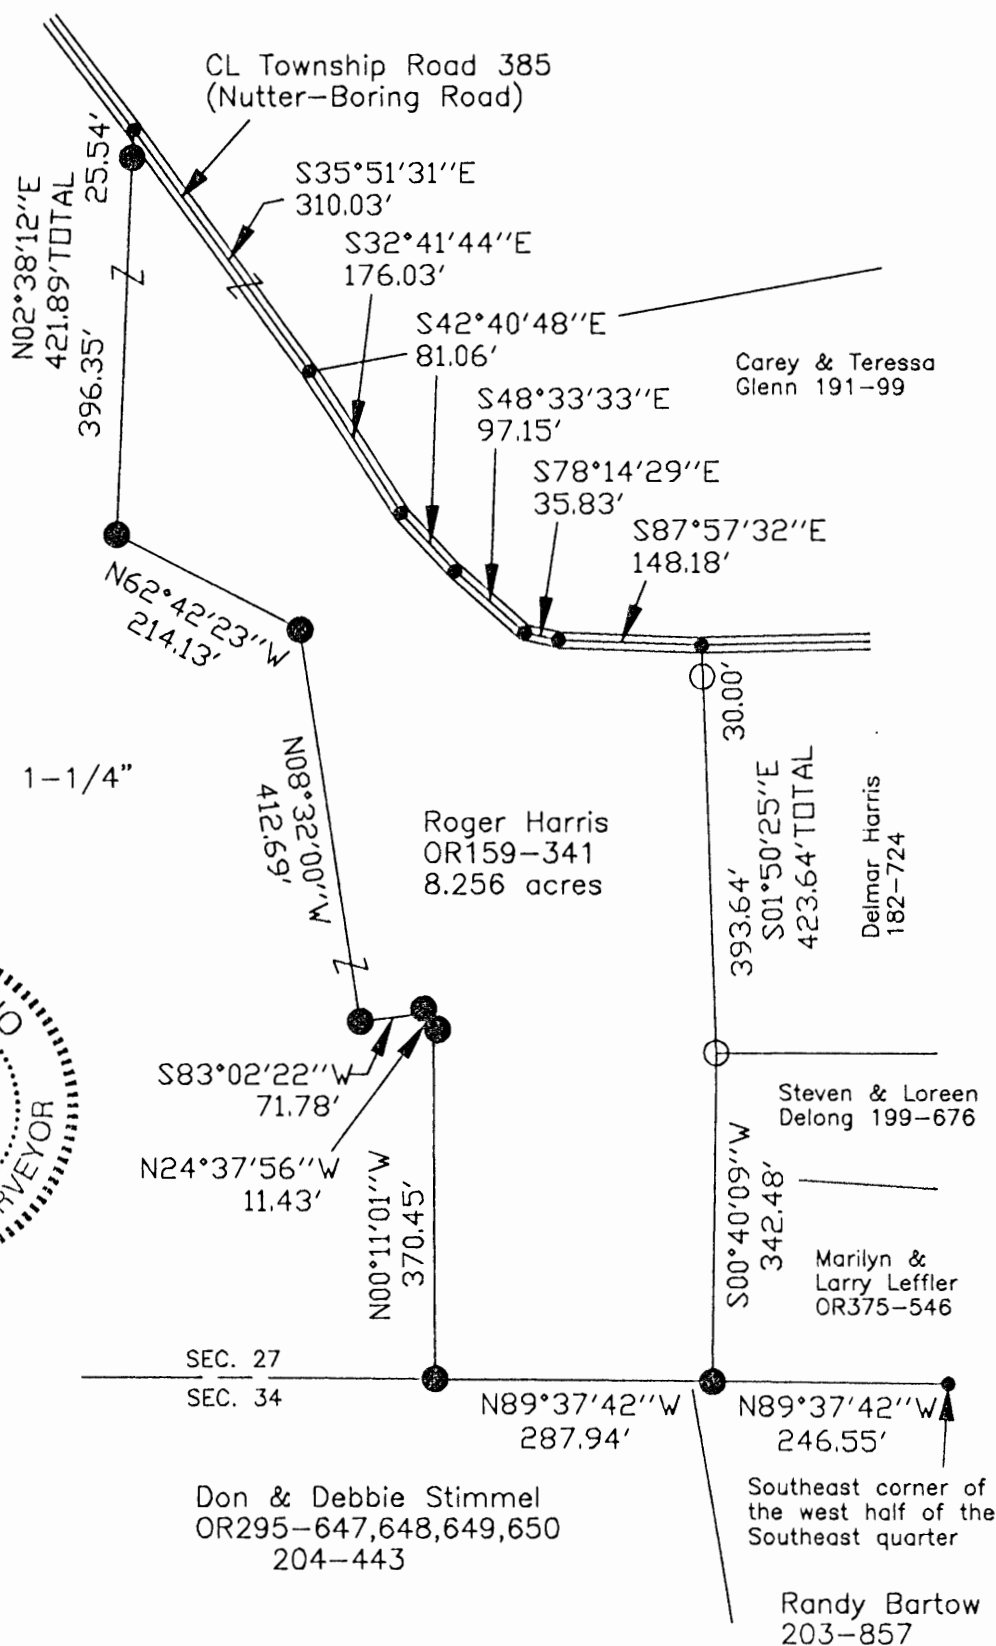 CL Township Road 385
(Nutter-Boring Road)
N02°38'12''E
421.89'TOTAL
25.54'
396.35'
S35°51'31''E
310.03'
S32°41'44''E
176.03'
S42°40'48''E
81.06'
Carey & Teressa
Glenn 191-99
S48°33'33''E
97.15'
S78°14'29''E
35.83'
S87°57'32''E
148.18'
N62°42'23''W
214.13'
30.00'
1-1/4"
N08°32'00''W
412.69'
Roger Harris
OR159-341
8.256 acres
393.64'
S01°50'25''E
423.64'TOTAL
Delmar Harris
182-724
S83°02'22''W
71.78'
N24°37'56''W
11.43'
N00°11'01''W
370.45'
S00°40'09''W
342.48'
Steven & Loreen
Delong 199-676
Marilyn &
Larry Leffler
OR375-546
SEC. 27
SEC. 34
N89°37'42''W
287.94'
N89°37'42''W
246.55'
Southeast corner of
the west half of the
Southeast quarter
Don & Debbie Stimmel
OR295-647,648,649,650
204-443
Randy Bartow
203-857